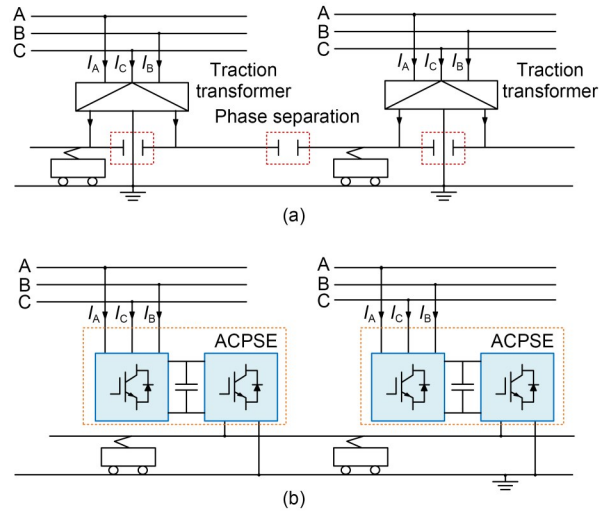 A
B
C
I_A I_C I_B
Traction
transformer
A
B
C
I_A I_C I_B
Traction
transformer
Phase separation
(a)
A
B
C
I_A I_C I_B
ACPSE
A
B
C
I_A I_C I_B
ACPSE
(b)